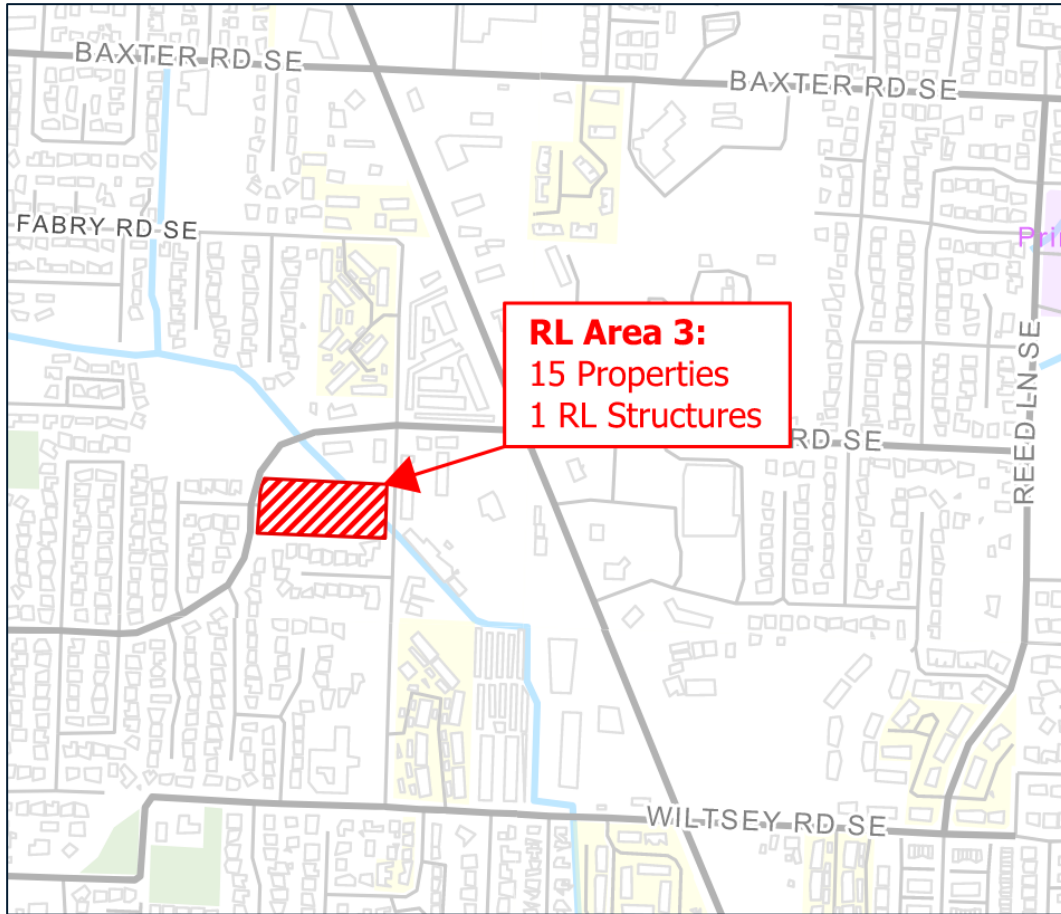 BAXTER RD SE
BAXTER RD SE
FABRY RD SE
Pri
RL Area 3:
15 Properties
1 RL Structures
RD SE
REED LN SE
WILTSEY RD SE